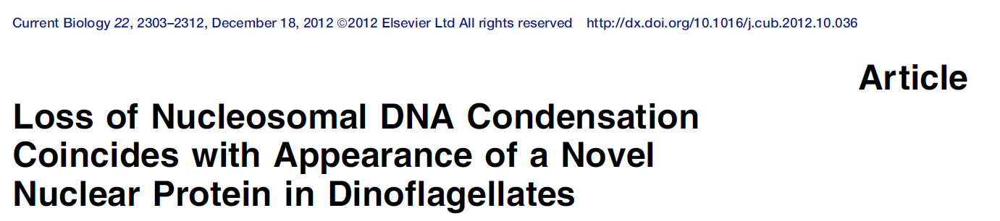 Current Biology 22, 2303–2312, December 18, 2012 ©2012 Elsevier Ltd All rights reserved http://dx.doi.org/10.1016/j.cub.2012.10.036
Article
Loss of Nucleosomal DNA Condensation
Coincides with Appearance of a Novel
Nuclear Protein in Dinoflagellates